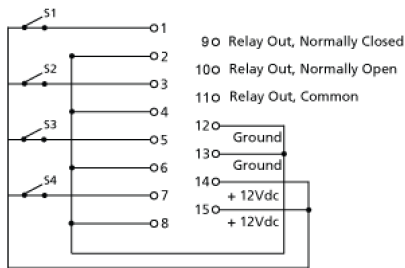 S1
1
2
S2
3
4
S3
5
6
S4
7
8
9 Relay Out, Normally Closed
10 Relay Out, Normally Open
11 Relay Out, Common
12
Ground
13
Ground
14
+ 12Vdc
15
+ 12Vdc